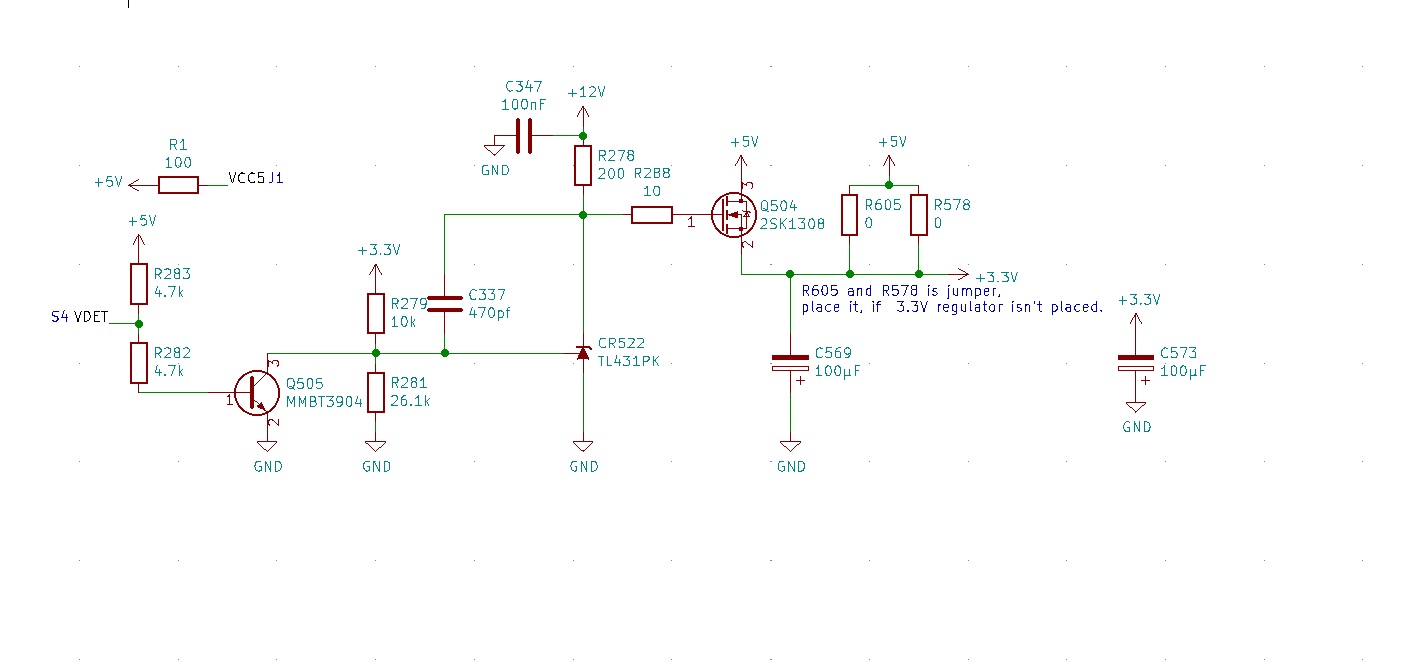 C347
100nF
+12V
GND
R278
200
R288
10
R1
100
+5V
VCC5J1
+5V
1
3
2
Q504
2SK1308
+5V
R605
0
R578
0
+3.3V
R605 and R578 is jumper,
place it, if 3.3V regulator isn't placed.
+5V
R283
4.7k
S4 VDET
R282
4.7k
+3.3V
R279
10k
C337
470pf
CR522
TL431PK
1
3
2
Q505
MMBT3904
R281
26.1k
GND
GND
GND
C569
100µF
+
GND
+3.3V
C573
100µF
+
GND